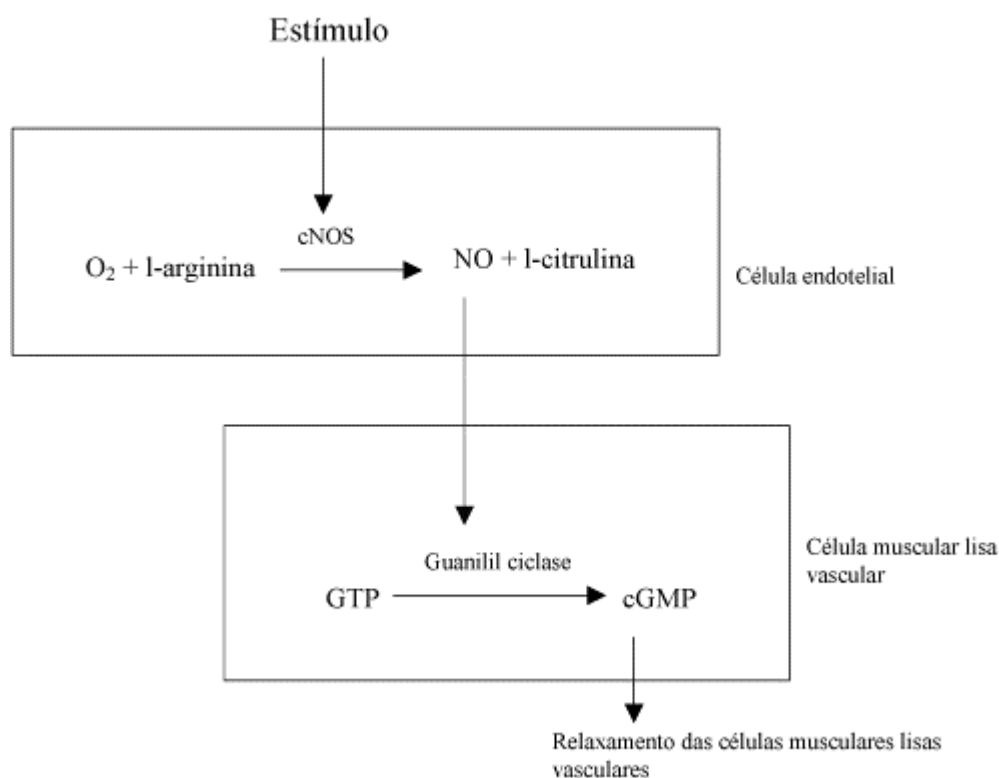 Estímulo
cNOS
O₂ + l-arginina
NO + l-citrulina
Célula endotelial
Guanilil ciclase
GTP
cGMP
Célula muscular lisa
vascular
Relaxamento das células musculares lisas
vasculares